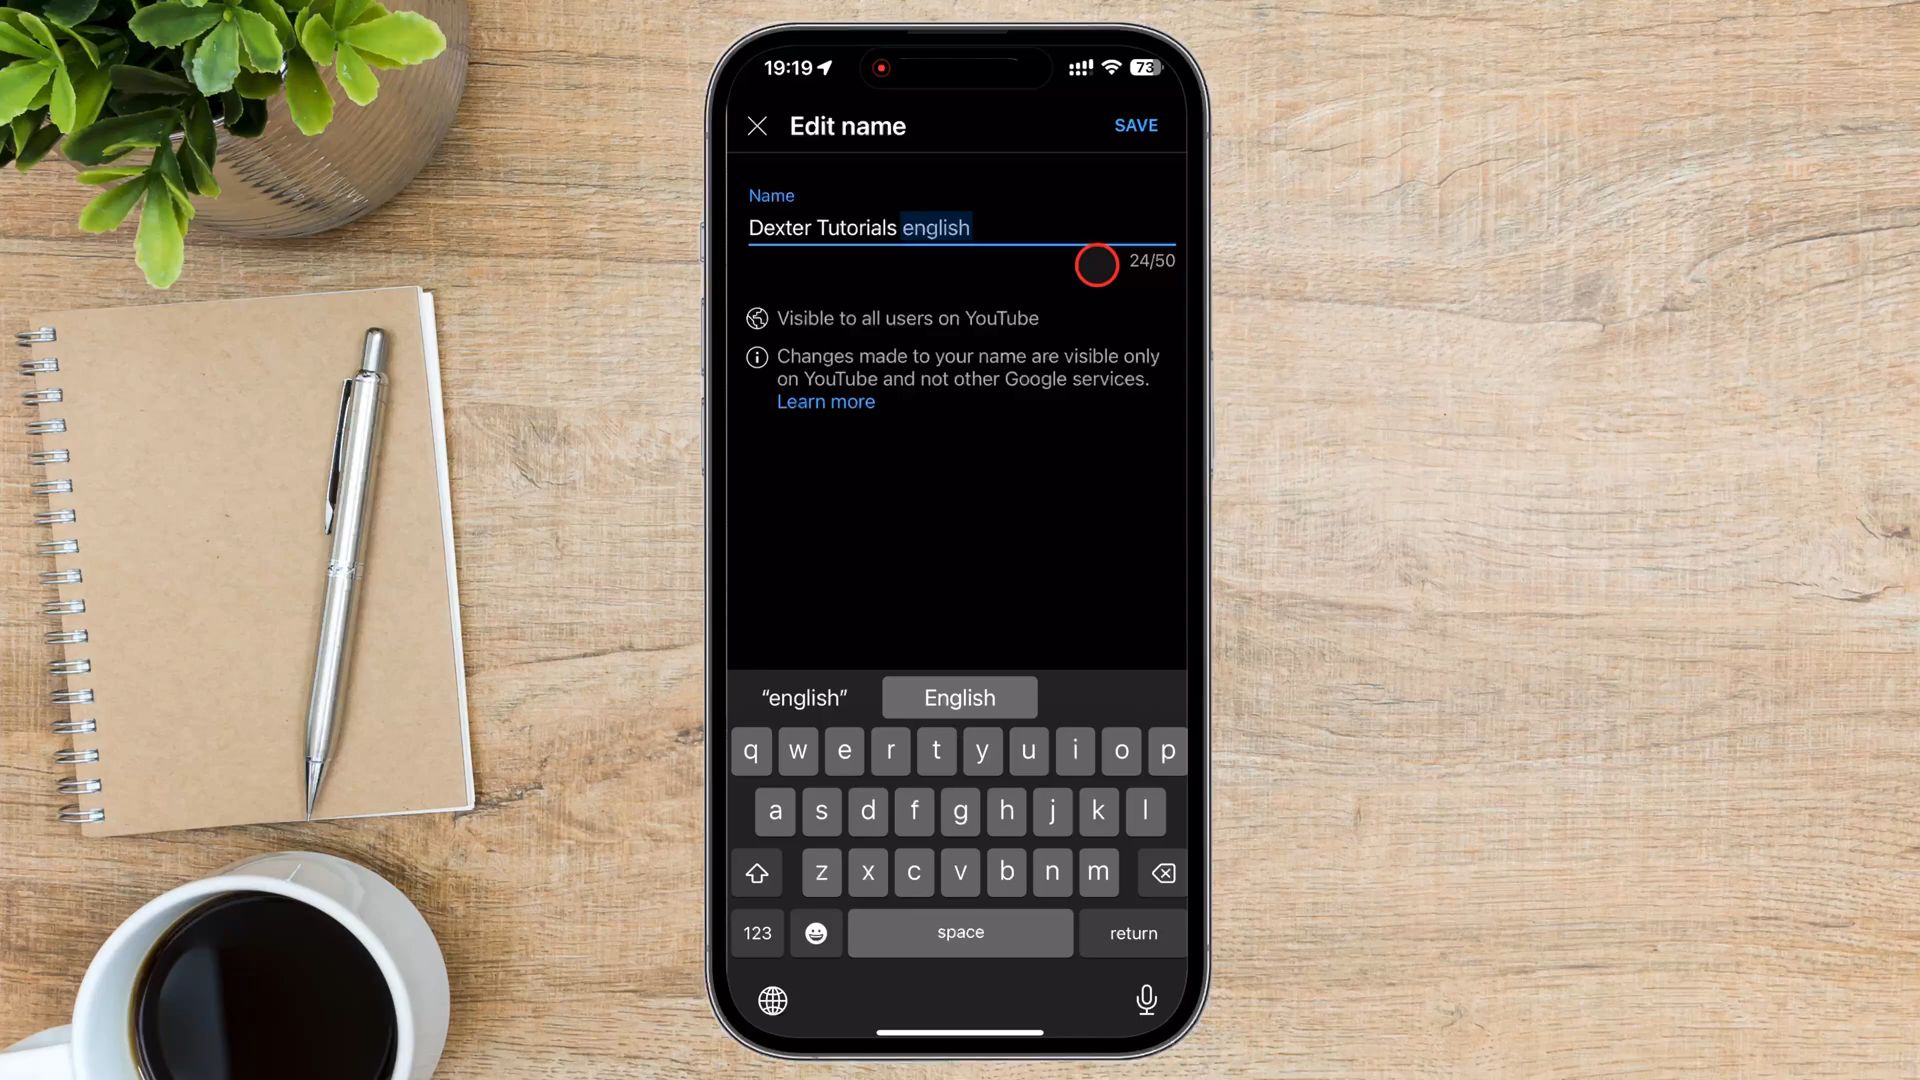 19:19
73
Edit name
SAVE
Name
Dexter Tutorials english
24/50
Visible to all users on YouTube
Changes made to your name are visible only
on YouTube and not other Google services.
Learn more
“english”
English
q w e r t y u i o p
a s d f g h j k l
z x c v b n m
123
space
return